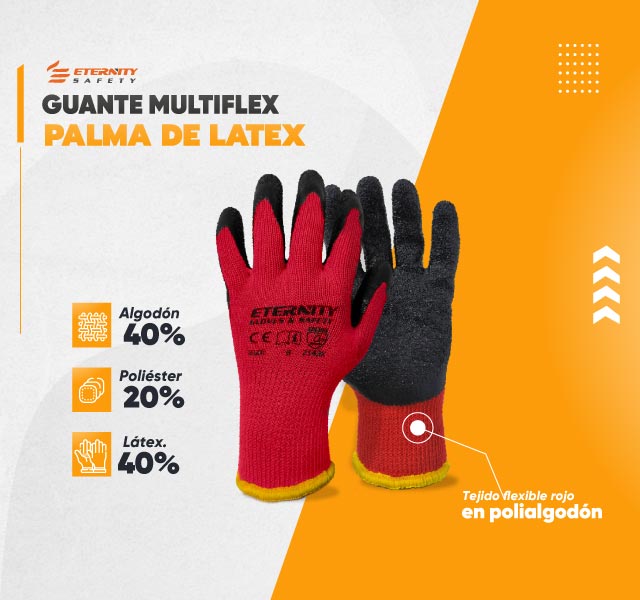 ETERNITY
SAFETY
GUANTE MULTIFLEX
PALMA DE LATEX
ETERNITY
GLOVES & SAFETY
CE
Algodón
40%
Poliéster
20%
Látex.
40%
Tejido flexible rojo
en polialgodón